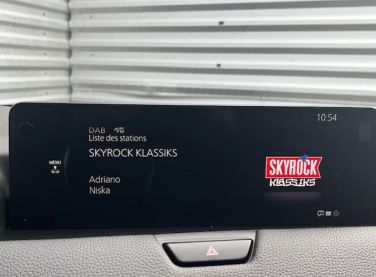 10:54
DAB
Liste des stations
SKYROCK KLASSIKS
MENU
Adriano
Niska
SKYROCK
KLASSIKS